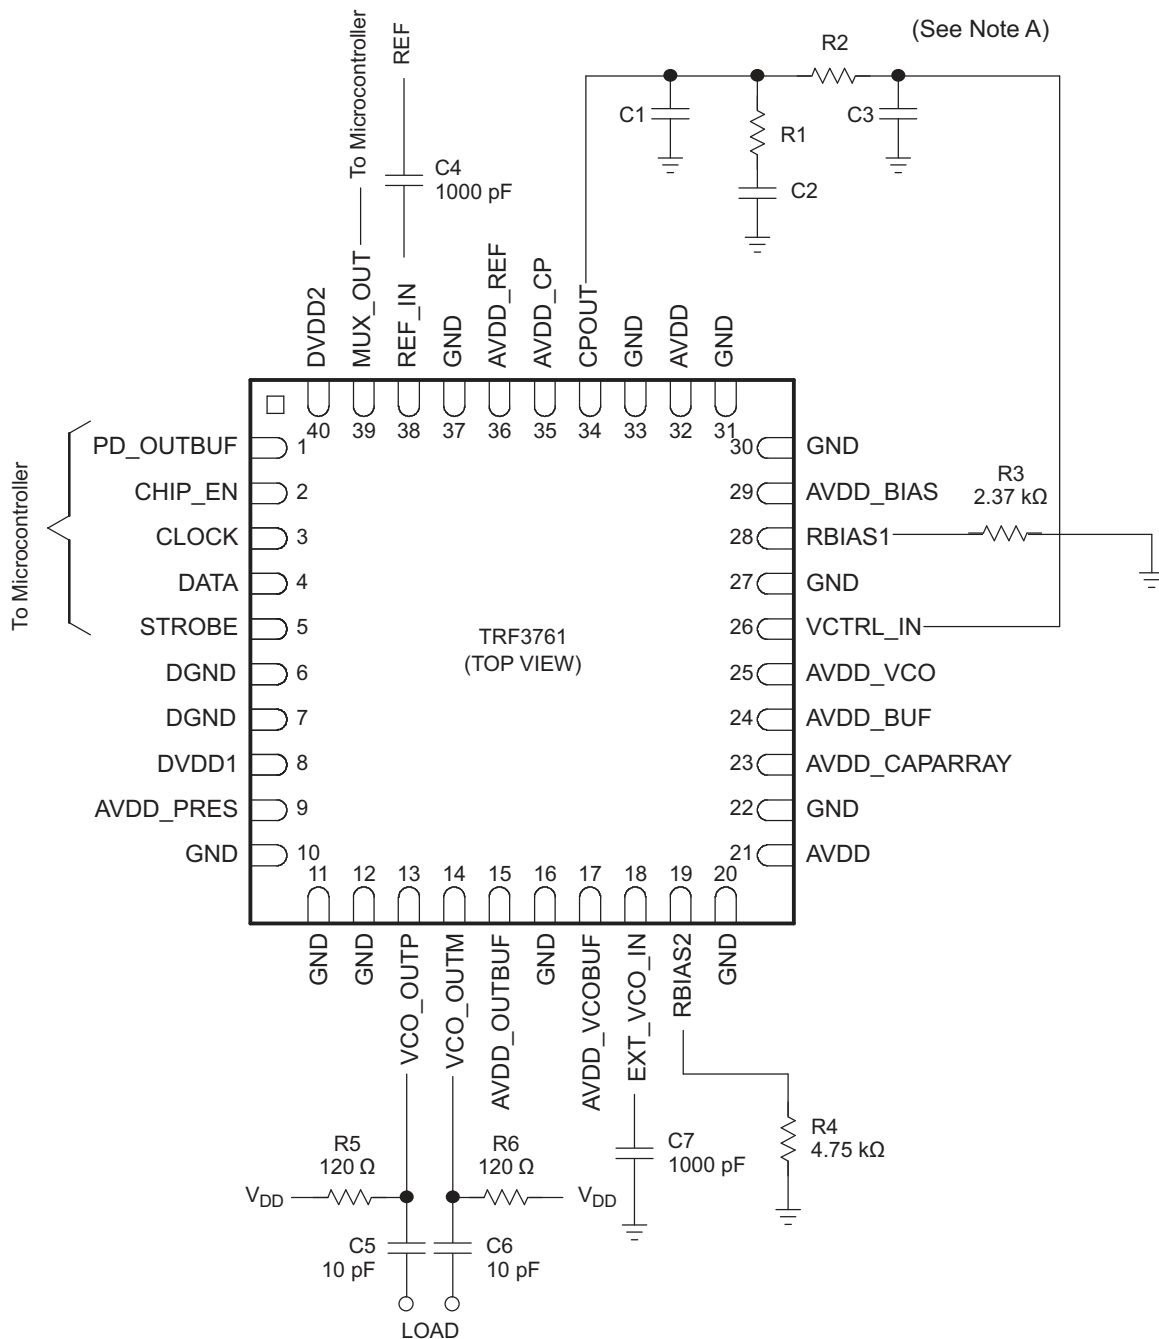 (See Note A)
To Microcontroller
REF
C4
1000 pF
C1
R1
C2
R2
C3
DVDD2
MUX_OUT
REF_IN
GND
AVDD_REF
AVDD_CP
CPOUT
GND
AVDD
GND
40
39
38
37
36
35
34
33
32
31
To Microcontroller
PD_OUTBUF 1
CHIP_EN 2
CLOCK 3
DATA 4
STROBE 5
DGND 6
DGND 7
DVDD1 8
AVDD_PRES 9
GND 10
TRF3761
(TOP VIEW)
30 GND
29 AVDD_BIAS
28 RBIAS1
27 GND
26 VCTRL_IN
25 AVDD_VCO
24 AVDD_BUF
23 AVDD_CAPARRAY
22 GND
21 AVDD
R3
2.37 kΩ
11
12
13
14
15
16
17
18
19
20
GND
GND
VCO_OUTP
VCO_OUTM
AVDD_OUTBUF
GND
AVDD_VCOBUF
EXT_VCO_IN
RBIAS2
GND
R5
120 Ω
R6
120 Ω
VDD
VDD
C5
10 pF
C6
10 pF
LOAD
C7
1000 pF
R4
4.75 kΩ